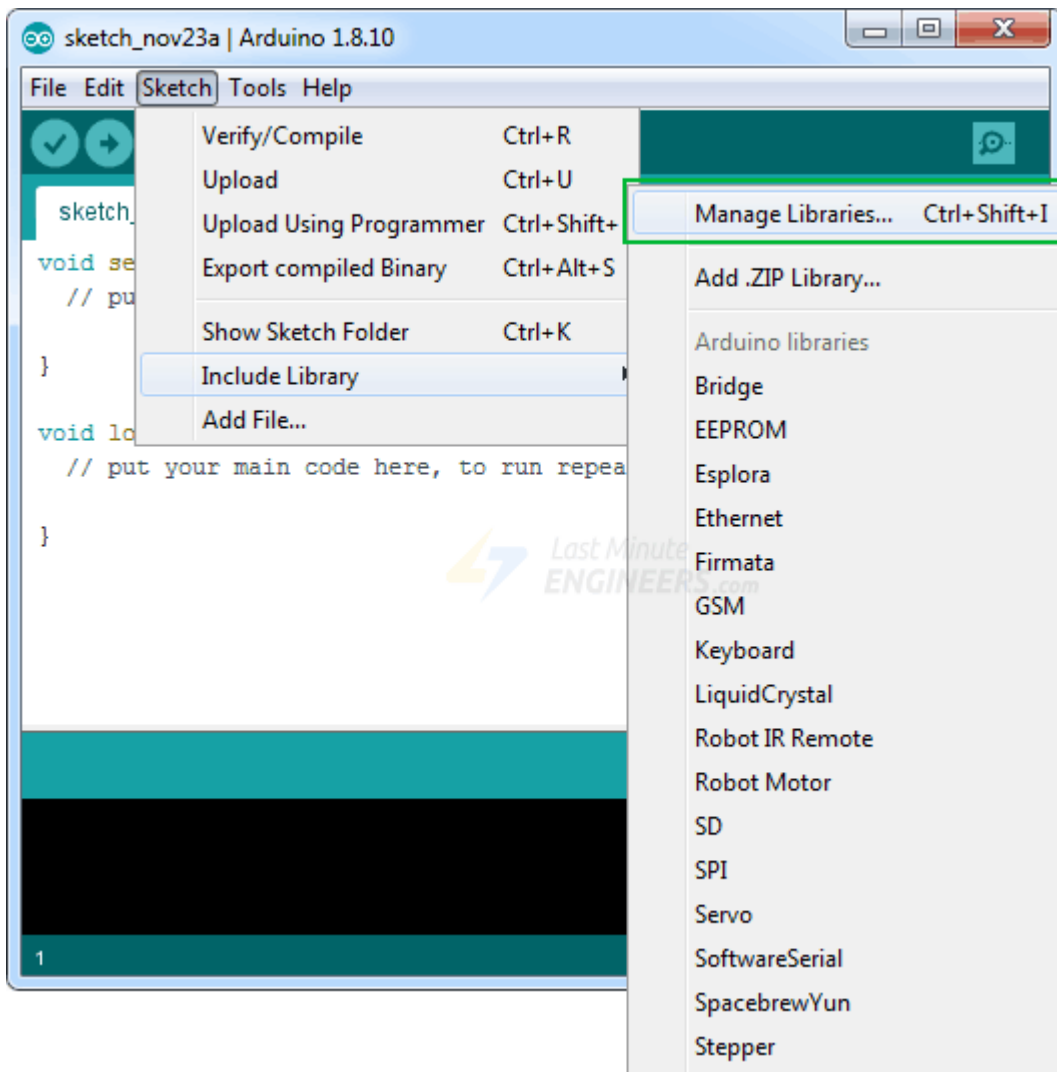 sketch_nov23a | Arduino 1.8.10
File Edit Sketch Tools Help
Verify/Compile Ctrl+R
Upload Ctrl+U
Upload Using Programmer Ctrl+Shift+
Export compiled Binary Ctrl+Alt+S
Show Sketch Folder Ctrl+K
Include Library
Add File...
sketch_
void se
// pu
}
void lo
// put your main code here, to run repea
}
Manage Libraries... Ctrl+Shift+I
Add .ZIP Library...
Arduino libraries
Bridge
EEPROM
Esplora
Ethernet
Firmata
GSM
Keyboard
LiquidCrystal
Robot IR Remote
Robot Motor
SD
SPI
Servo
SoftwareSerial
SpacebrewYun
Stepper
Last Minute
ENGINEERS.com
1